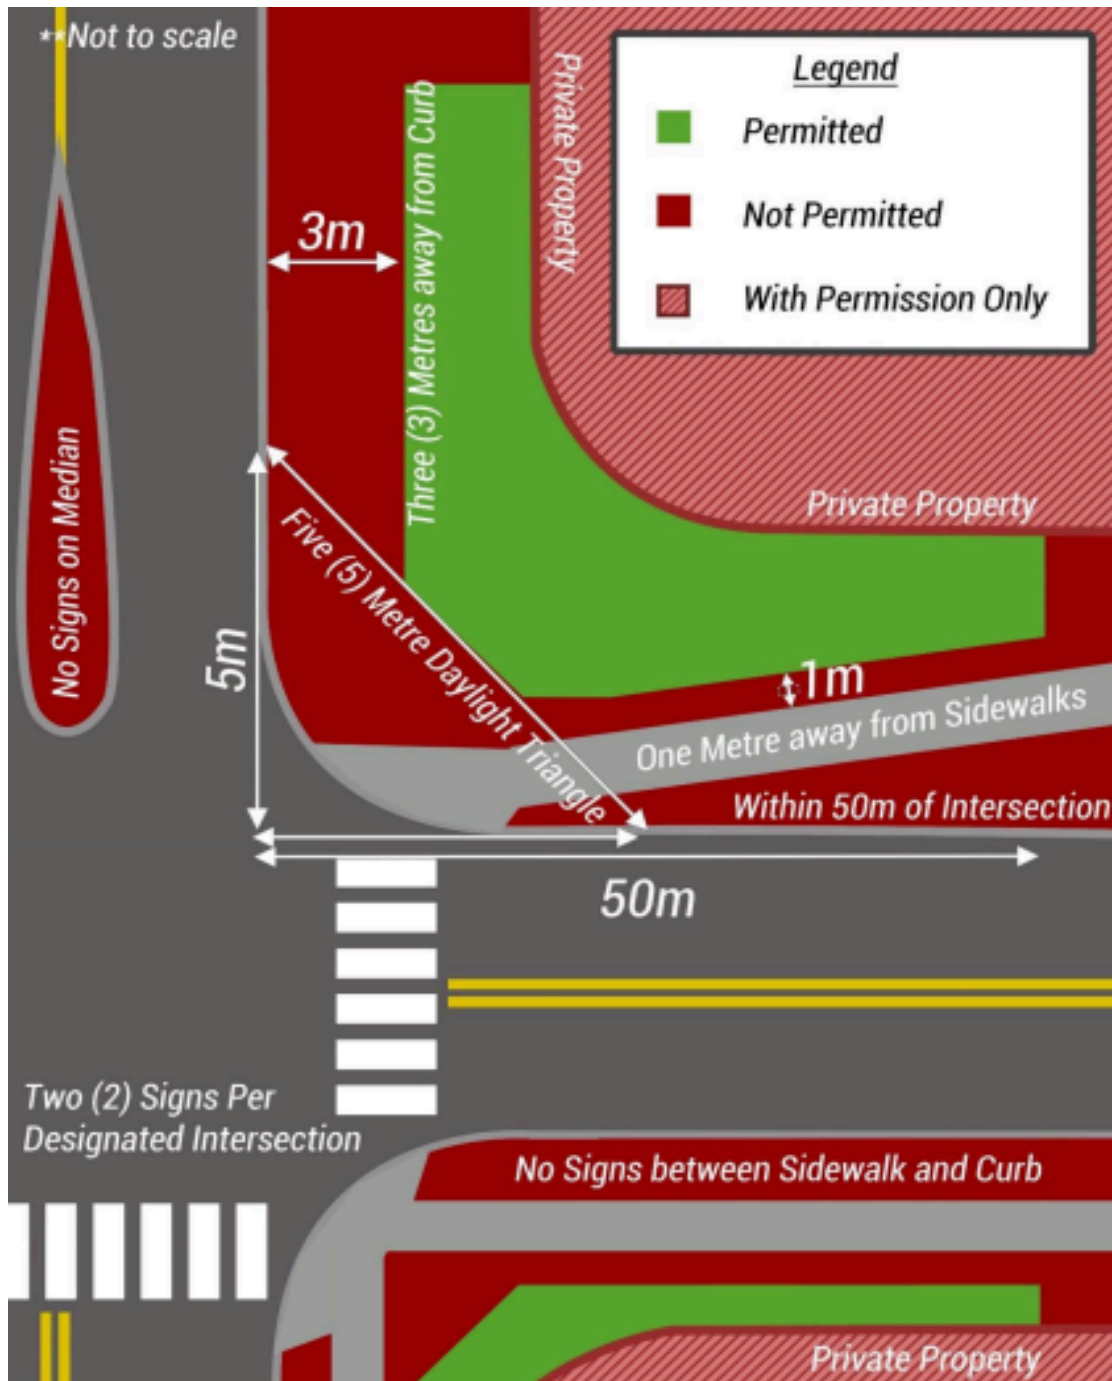 **Not to scale
Legend
Permitted
Not Permitted
With Permission Only
Private Property
Three (3) Metres away from Curb
3m
No Signs on Median
Private Property
Five (5) Metre Daylight Triangle
5m
1m
One Metre away from Sidewalks
Within 50m of Intersection
50m
Two (2) Signs Per
Designated Intersection
No Signs between Sidewalk and Curb
Private Property